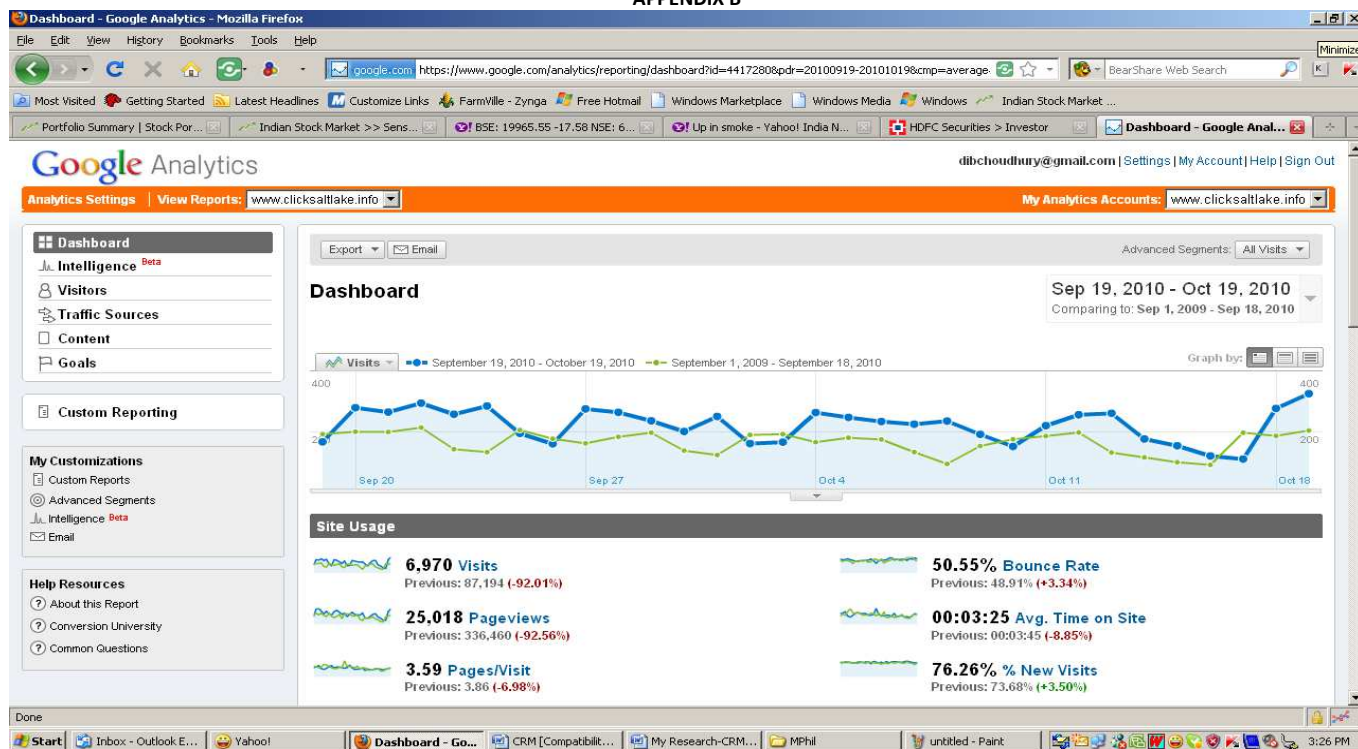 APPENDIX B
Dashboard - Google Analytics - Mozilla Firefox
File Edit View History Bookmarks Tools Help
Minimize
google.com https://www.google.com/analytics/reporting/dashboard?id=4417280&pdr=20100919-20101019&cmp=average
BearShare Web Search
Most Visited Getting Started Latest Headlines Customize Links FarmVille - Zynga Free Hotmail Windows Marketplace Windows Media Windows Indian Stock Market ...
Portfolio Summary | Stock Por... Indian Stock Market >> Sens... BSE: 19965.55 -17.58 NSE: 6... Up in smoke - Yahoo! India N... HDFC Securities > Investor Dashboard - Google Anal...
Google Analytics
dibchoudhury@gmail.com | Settings | My Account | Help | Sign Out
Analytics Settings | View Reports: www.clicksaltlake.info
My Analytics Accounts: www.clicksaltlake.info
Dashboard
Intelligence Beta
Visitors
Traffic Sources
Content
Goals
Custom Reporting
My Customizations
Custom Reports
Advanced Segments
Intelligence Beta
Email
Help Resources
About this Report
Conversion University
Common Questions
Export Email
Advanced Segments: All Visits
Dashboard
Sep 19, 2010 - Oct 19, 2010
Comparing to: Sep 1, 2009 - Sep 18, 2010
Visits September 19, 2010 - October 19, 2010 September 1, 2009 - September 18, 2010
Graph by:
400 400
200
Sep 20 Sep 27 Oct 4 Oct 11 Oct 18
Site Usage
6,970 Visits
Previous: 87,194 (-92.01%)
50.55% Bounce Rate
Previous: 48.91% (+3.34%)
25,018 Pageviews
Previous: 336,460 (-92.56%)
00:03:25 Avg. Time on Site
Previous: 00:03:45 (-8.85%)
3.59 Pages/Visit
Previous: 3.86 (-6.98%)
76.26% % New Visits
Previous: 73.68% (+3.50%)
Done
Start Inbox - Outlook E... Yahoo! Dashboard - Go... CRM [Compatibilit... My Research-CRM... MPhil untitled - Paint 3:26 PM